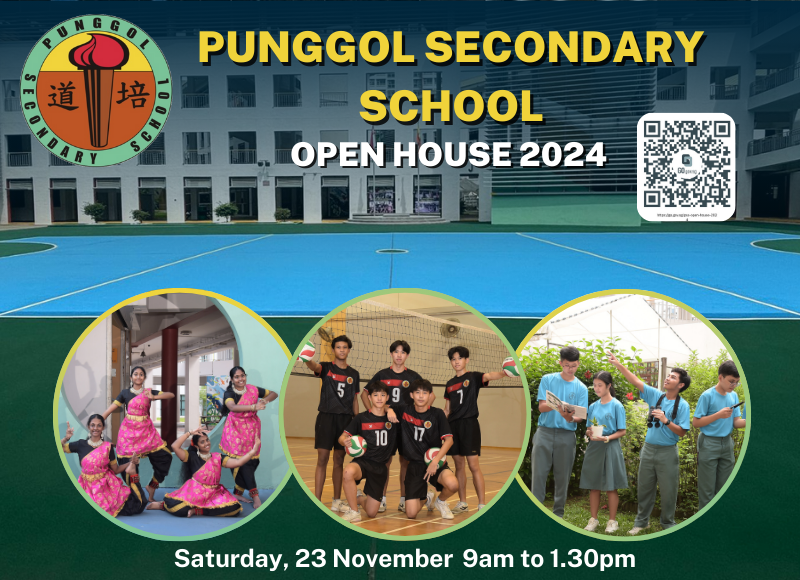 PUNGGOL
SECONDARY SCHOOL
道 培
PUNGGOL SECONDARY
SCHOOL
OPEN HOUSE 2024
GO
5
9
7
10
17
Saturday, 23 November 9am to 1.30pm